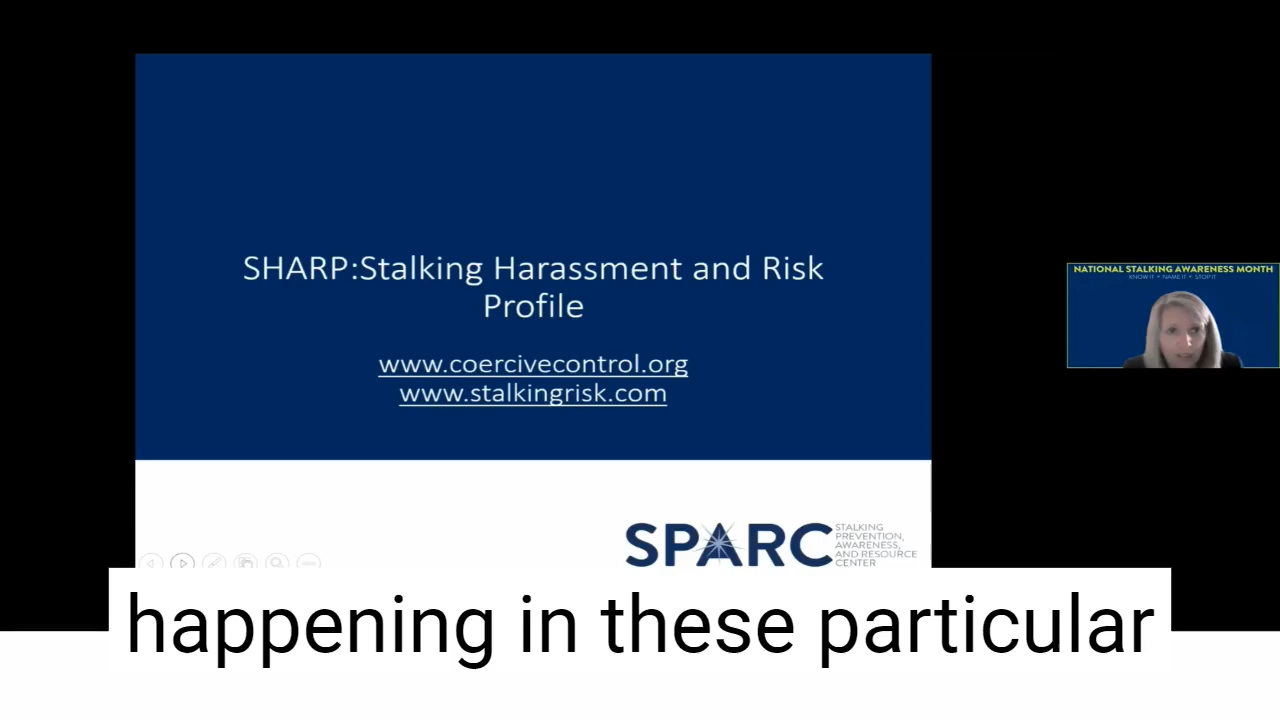 SHARP:Stalking Harassment and Risk
Profile
www.coercivecontrol.org
www.stalkingrisk.com
NATIONAL STALKING AWARENESS MONTH
KNOW IT • NAME IT • STOP IT
SPARC
STALKING
PREVENTION,
AWARENESS,
AND RESOURCE
CENTER
happening in these particular